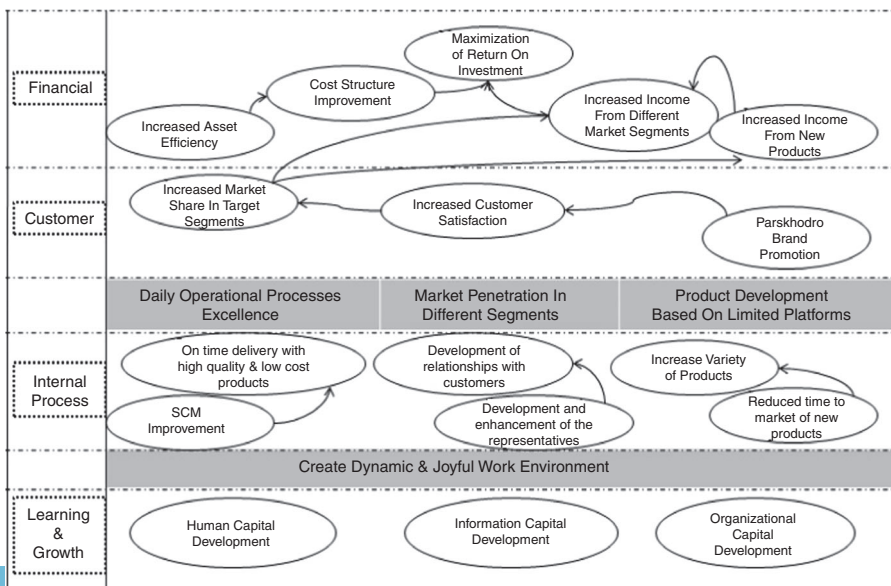 Financial
Maximization
of Return On
Investment
Cost Structure
Improvement
Increased Asset
Efficiency
Increased Income
From Different
Market Segments
Increased Income
From New
Products
Customer
Increased Market
Share In Target
Segments
Increased Customer
Satisfaction
Parskhodro
Brand
Promotion
Daily Operational Processes
Excellence
Market Penetration In
Different Segments
Product Development
Based On Limited Platforms
Internal
Process
On time delivery with
high quality & low cost
products
SCM
Improvement
Development of
relationships with
customers
Development and
enhancement of the
representatives
Increase Variety
of Products
Reduced time to
market of new
products
Create Dynamic & Joyful Work Environment
Learning
&
Growth
Human Capital
Development
Information Capital
Development
Organizational
Capital
Development